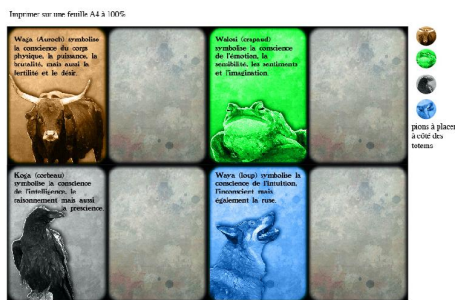 Imprimer sur une feuille A4 à 100%
Waga (Auroch) symbolise
la conscience du corps
physique, la puissance, la
brutalité, mais aussi la
fertilité et le désir.
Walosi (crapaud)
symbolise la conscience
de l'émotion, la
sensibilité, les sentiments
et l'imagination.
pions à placer
à côté des
totems
Koga (corbeau)
symbolise la conscience
de l'intelligence, le
raisonnement mais aussi
la prescience.
Waya (loup) symbolise la
conscience de l'intuition,
l'inconscient mais
également la ruse.